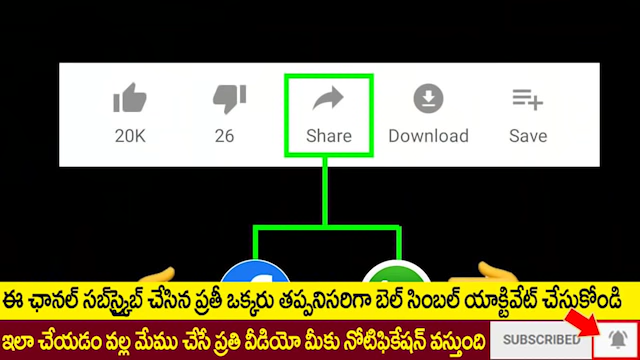 20K 26 Share Download Save
ఈ ఛానల్ సబ్‌స్క్రైబ్ చేసిన ప్రతీ ఒక్కరు తప్పనిసరిగా బెల్ సింబల్ యాక్టివేట్ చేసుకోండి
ఇలా చేయడం వల్ల మేము చేసే ప్రతి వీడియో మీకు నోటిఫికేషన్ వస్తుంది SUBSCRIBED